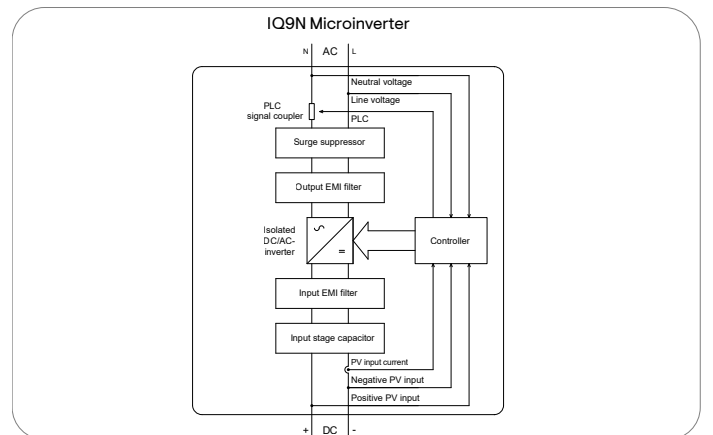 IQ9N Microinverter
N AC L
Neutral voltage
Line voltage
PLC
signal coupler
PLC
Surge suppressor
Output EMI filter
Isolated
DC/AC-
inverter
Controller
Input EMI filter
Input stage capacitor
PV input current
Negative PV input
Positive PV input
+ DC -